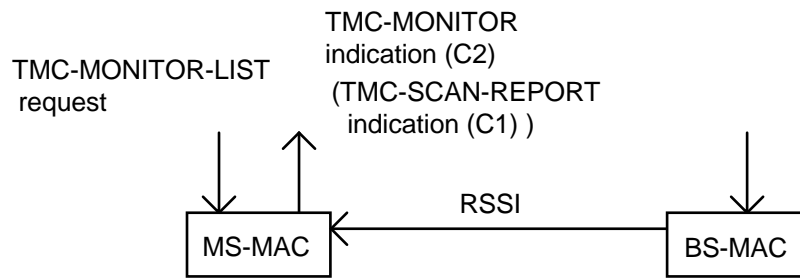 TMC-MONITOR
indication (C2)
TMC-MONITOR-LIST
request
(TMC-SCAN-REPORT
indication (C1) )
RSSI
MS-MAC
BS-MAC